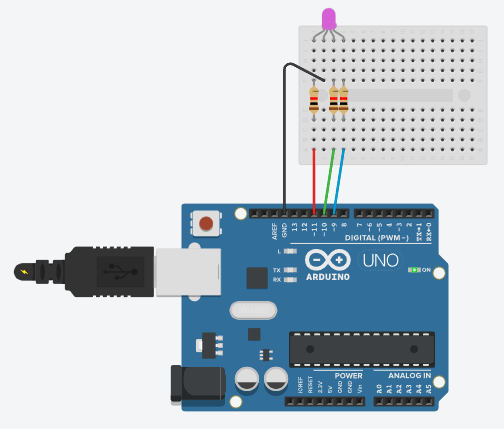 AREF
GND
13
12
~11
~10
~9
8
7
~6
~5
4
~3
2
TX→1
RX←0
DIGITAL (PWM~)
L
TX
RX
UNO
ARDUINO
ON
POWER
ANALOG IN
IOREF
RESET
3.3V
5V
GND
GND
Vin
A0
A1
A2
A3
A4
A5